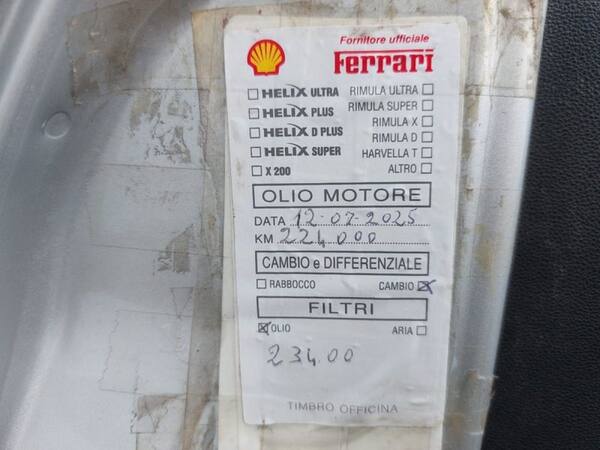 Fornitore ufficiale
Ferrari
HELIX ULTRA RIMULA ULTRA
HELIX PLUS RIMULA SUPER
HELIX D PLUS RIMULA X
HELIX SUPER RIMULA D
HARVELLA T
X 200 ALTRO
OLIO MOTORE
DATA 12-07-2025
KM 224000
CAMBIO e DIFFERENZIALE
RABBOCCO CAMBIO
FILTRI
OLIO ARIA
234.00
TIMBRO OFFICINA